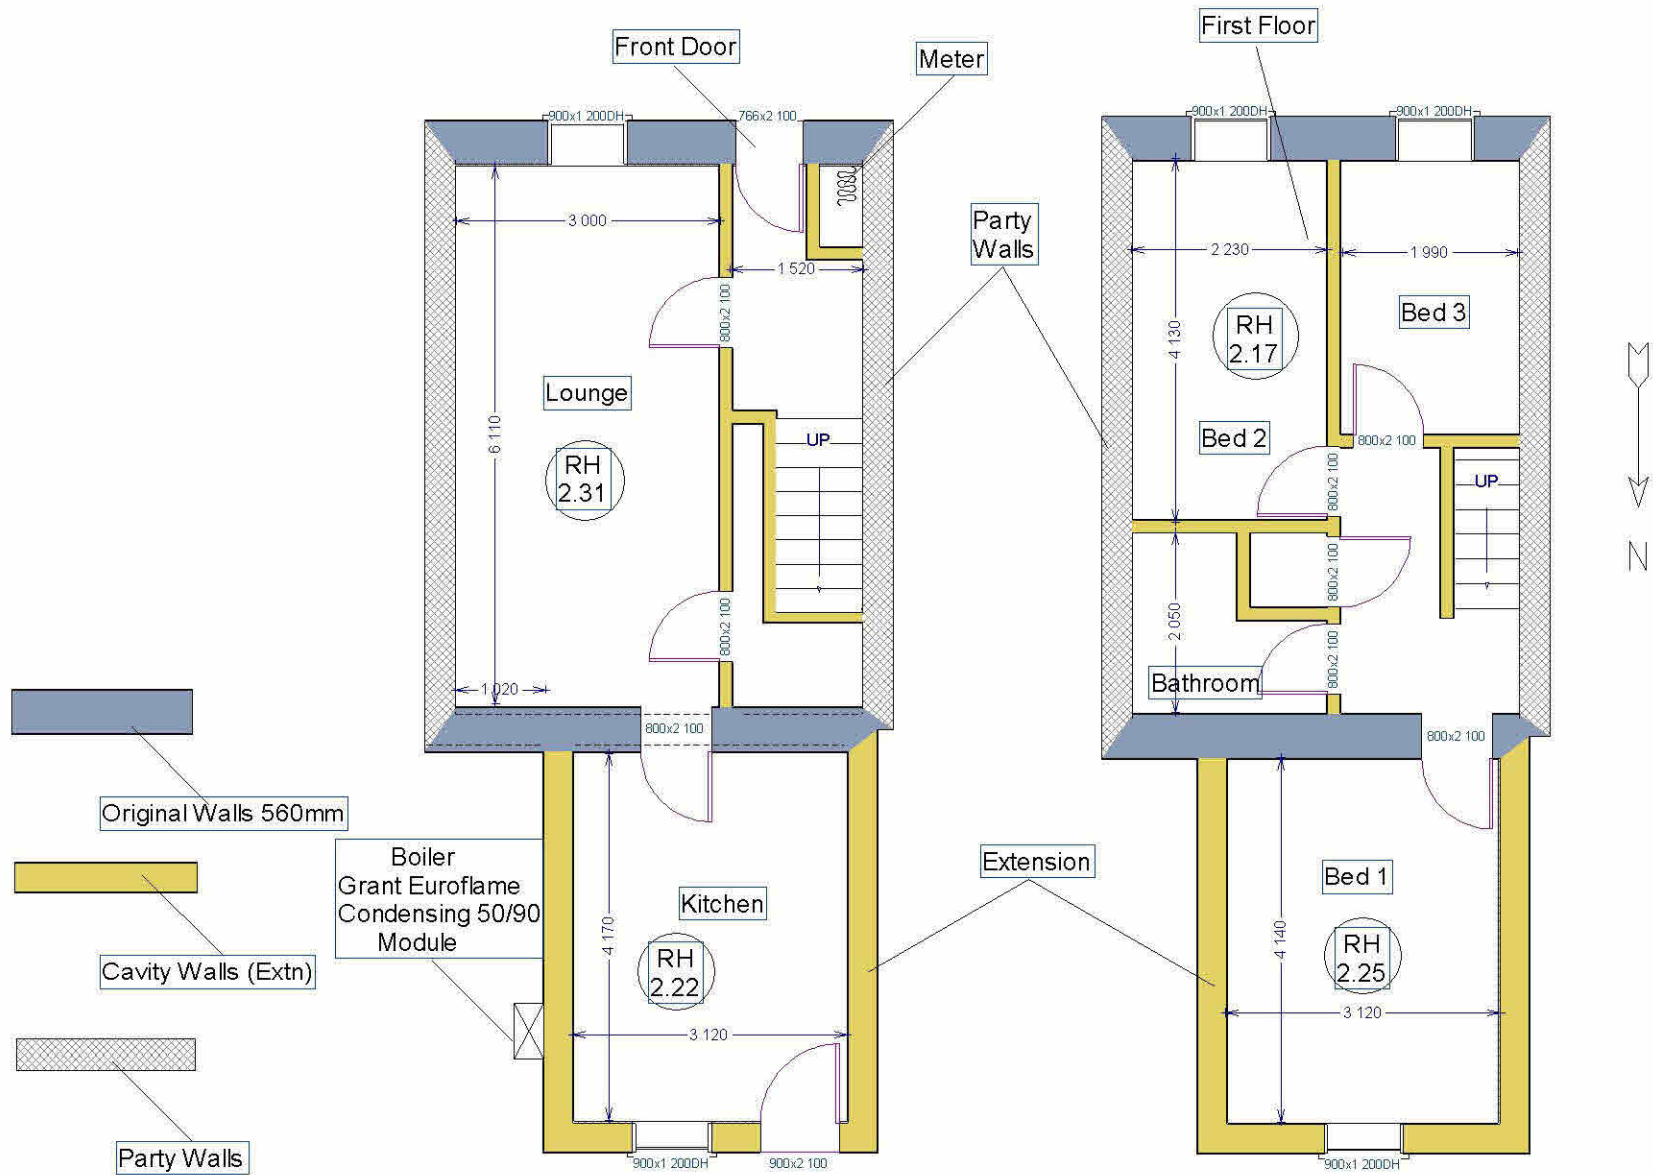 First Floor
Front Door
Meter
900x1 200DH
766x2 100
900x1 200DH
900x1 200DH
3 000
1 520
Party
Walls
2 230
1 990
800x2 100
RH
2.17
Bed 3
4 130
Lounge
6 110
UP
Bed 2
800x2 100
RH
2.31
800x2 100
UP
N
800x2 100
800x2 100
2 050
800x2 100
Bathroom
1 020
800x2 100
800x2 100
Original Walls 560mm
Boiler
Grant Euroflame
Condensing 50/90
Module
Extension
Bed 1
Kitchen
4 170
4 140
RH
2.22
RH
2.25
Cavity Walls (Extn)
3 120
3 120
Party Walls
900x1 200DH
900x2 100
900x1 200DH